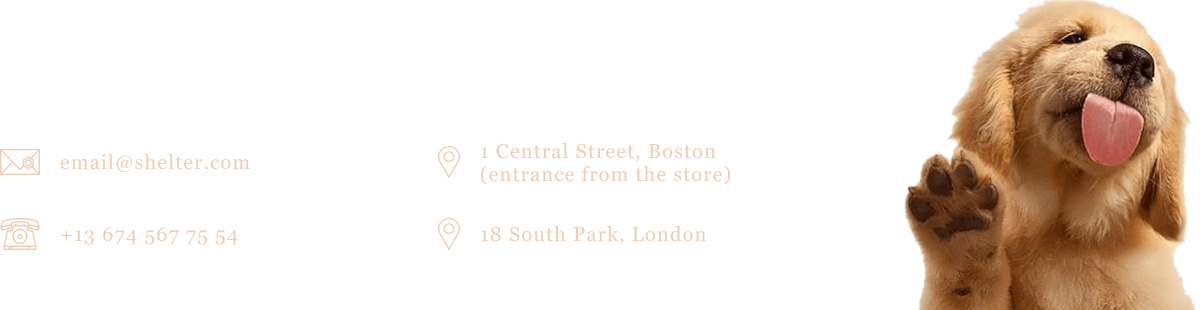 email@shelter.com
+13 674 567 75 54
1 Central Street, Boston
(entrance from the store)
18 South Park, London